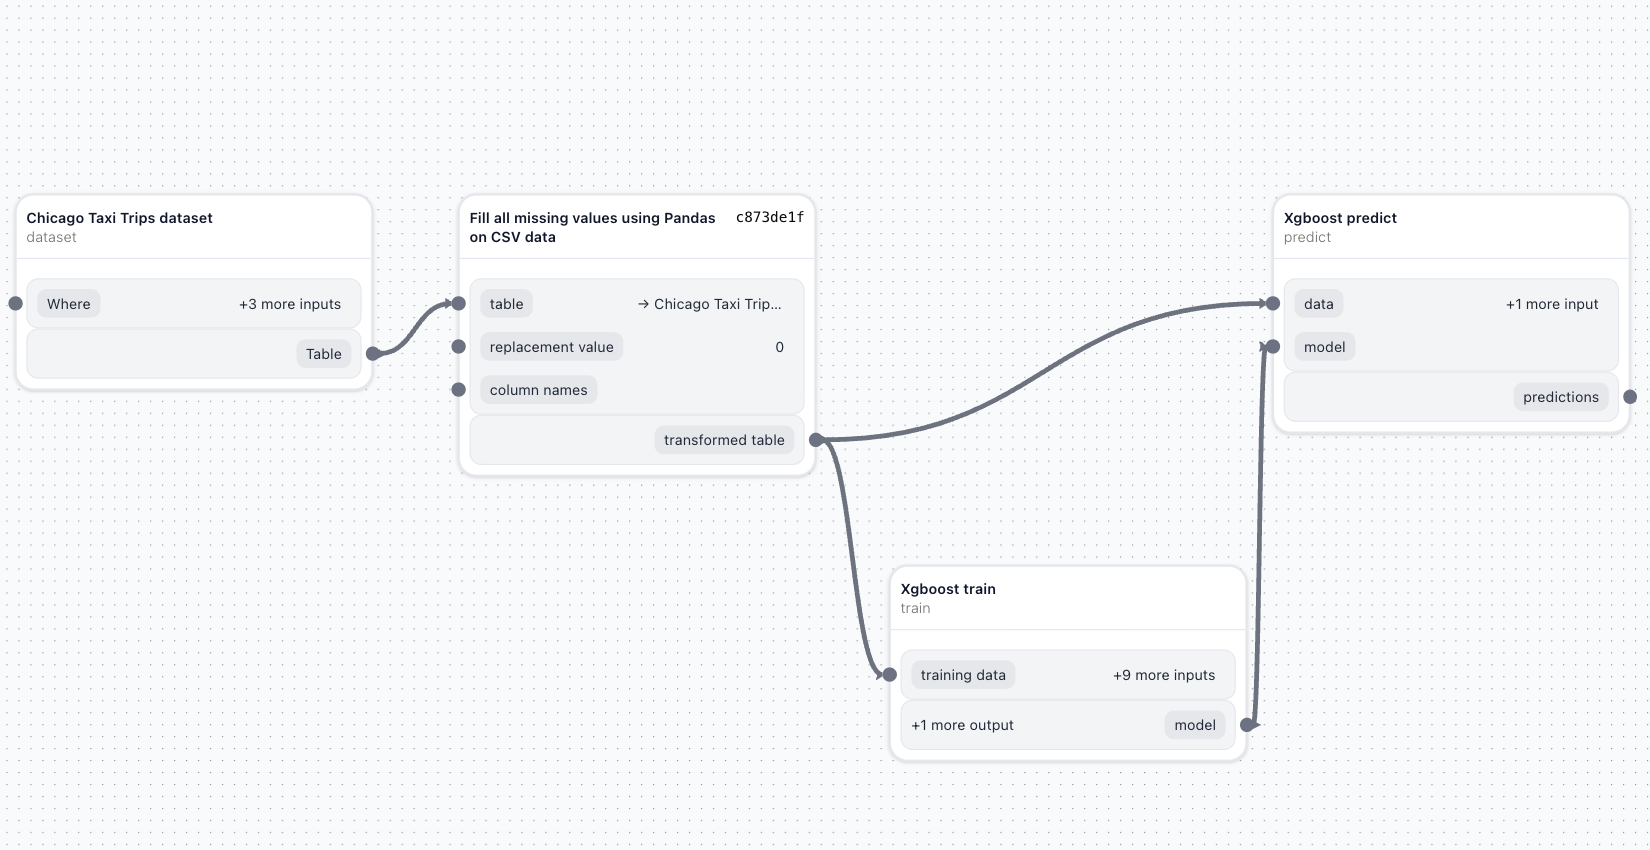 Chicago Taxi Trips dataset
dataset
Where +3 more inputs
Table
Fill all missing values using Pandas c873de1f
on CSV data
table → Chicago Taxi Trip...
replacement value 0
column names
transformed table
Xgboost train
train
training data +9 more inputs
+1 more output model
Xgboost predict
predict
data +1 more input
model
predictions